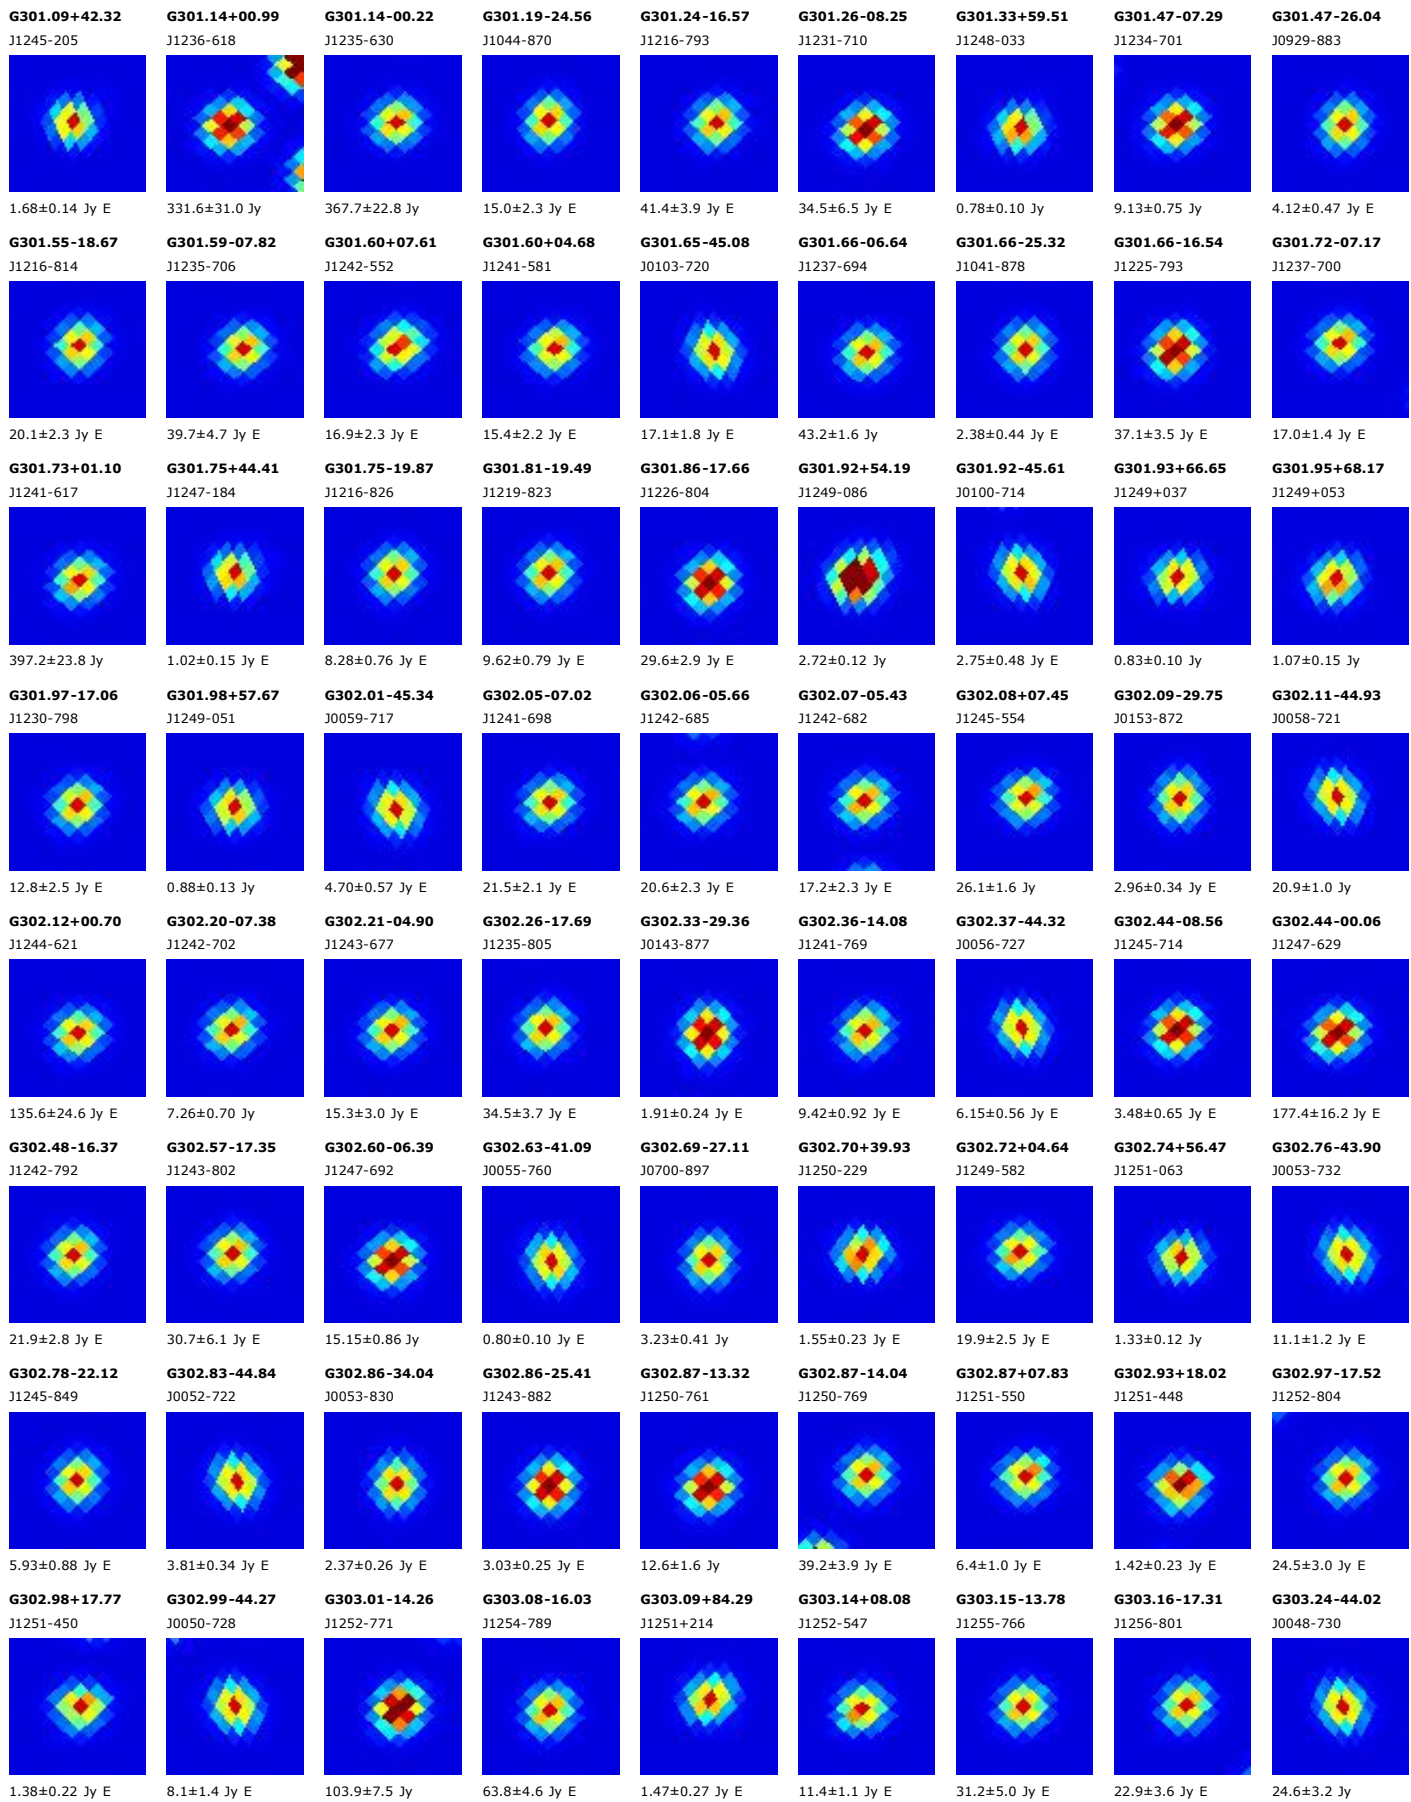 G301.09+42.32 G301.14+00.99 G301.14-00.22 G301.19-24.56 G301.24-16.57 G301.26-08.25 G301.33+59.51 G301.47-07.29 G301.47-26.04
J1245-205 J1236-618 J1235-630 J1044-870 J1216-793 J1231-710 J1248-033 J1234-701 J0929-883
1.68±0.14 Jy E 331.6±31.0 Jy 367.7±22.8 Jy 15.0±2.3 Jy E 41.4±3.9 Jy E 34.5±6.5 Jy E 0.78±0.10 Jy 9.13±0.75 Jy 4.12±0.47 Jy E
G301.55-18.67 G301.59-07.82 G301.60+07.61 G301.60+04.68 G301.65-45.08 G301.66-06.64 G301.66-25.32 G301.66-16.54 G301.72-07.17
J1216-814 J1235-706 J1242-552 J1241-581 J0103-720 J1237-694 J1041-878 J1225-793 J1237-700
20.1±2.3 Jy E 39.7±4.7 Jy E 16.9±2.3 Jy E 15.4±2.2 Jy E 17.1±1.8 Jy E 43.2±1.6 Jy 2.38±0.44 Jy E 37.1±3.5 Jy E 17.0±1.4 Jy E
G301.73+01.10 G301.75+44.41 G301.75-19.87 G301.81-19.49 G301.86-17.66 G301.92+54.19 G301.92-45.61 G301.93+66.65 G301.95+68.17
J1241-617 J1247-184 J1216-826 J1219-823 J1226-804 J1249-086 J0100-714 J1249+037 J1249+053
397.2±23.8 Jy 1.02±0.15 Jy E 8.28±0.76 Jy E 9.62±0.79 Jy E 29.6±2.9 Jy E 2.72±0.12 Jy 2.75±0.48 Jy E 0.83±0.10 Jy 1.07±0.15 Jy
G301.97-17.06 G301.98+57.67 G302.01-45.34 G302.05-07.02 G302.06-05.66 G302.07-05.43 G302.08+07.45 G302.09-29.75 G302.11-44.93
J1230-798 J1249-051 J0059-717 J1241-698 J1242-685 J1242-682 J1245-554 J0153-872 J0058-721
12.8±2.5 Jy E 0.88±0.13 Jy 4.70±0.57 Jy E 21.5±2.1 Jy E 20.6±2.3 Jy E 17.2±2.3 Jy E 26.1±1.6 Jy 2.96±0.34 Jy E 20.9±1.0 Jy
G302.12+00.70 G302.20-07.38 G302.21-04.90 G302.26-17.69 G302.33-29.36 G302.36-14.08 G302.37-44.32 G302.44-08.56 G302.44-00.06
J1244-621 J1242-702 J1243-677 J1235-805 J0143-877 J1241-769 J0056-727 J1245-714 J1247-629
135.6±24.6 Jy E 7.26±0.70 Jy 15.3±3.0 Jy E 34.5±3.7 Jy E 1.91±0.24 Jy E 9.42±0.92 Jy E 6.15±0.56 Jy E 3.48±0.65 Jy E 177.4±16.2 Jy E
G302.48-16.37 G302.57-17.35 G302.60-06.39 G302.63-41.09 G302.69-27.11 G302.70+39.93 G302.72+04.64 G302.74+56.47 G302.76-43.90
J1242-792 J1243-802 J1247-692 J0055-760 J0700-897 J1250-229 J1249-582 J1251-063 J0053-732
21.9±2.8 Jy E 30.7±6.1 Jy E 15.15±0.86 Jy 0.80±0.10 Jy E 3.23±0.41 Jy 1.55±0.23 Jy E 19.9±2.5 Jy E 1.33±0.12 Jy 11.1±1.2 Jy E
G302.78-22.12 G302.83-44.84 G302.86-34.04 G302.86-25.41 G302.87-13.32 G302.87-14.04 G302.87+07.83 G302.93+18.02 G302.97-17.52
J1245-849 J0052-722 J0053-830 J1243-882 J1250-761 J1250-769 J1251-550 J1251-448 J1252-804
5.93±0.88 Jy E 3.81±0.34 Jy E 2.37±0.26 Jy E 3.03±0.25 Jy E 12.6±1.6 Jy 39.2±3.9 Jy E 6.4±1.0 Jy E 1.42±0.23 Jy E 24.5±3.0 Jy E
G302.98+17.77 G302.99-44.27 G303.01-14.26 G303.08-16.03 G303.09+84.29 G303.14+08.08 G303.15-13.78 G303.16-17.31 G303.24-44.02
J1251-450 J0050-728 J1252-771 J1254-789 J1251+214 J1252-547 J1255-766 J1256-801 J0048-730
1.38±0.22 Jy E 8.1±1.4 Jy E 103.9±7.5 Jy 63.8±4.6 Jy E 1.47±0.27 Jy E 11.4±1.1 Jy E 31.2±5.0 Jy E 22.9±3.6 Jy E 24.6±3.2 Jy